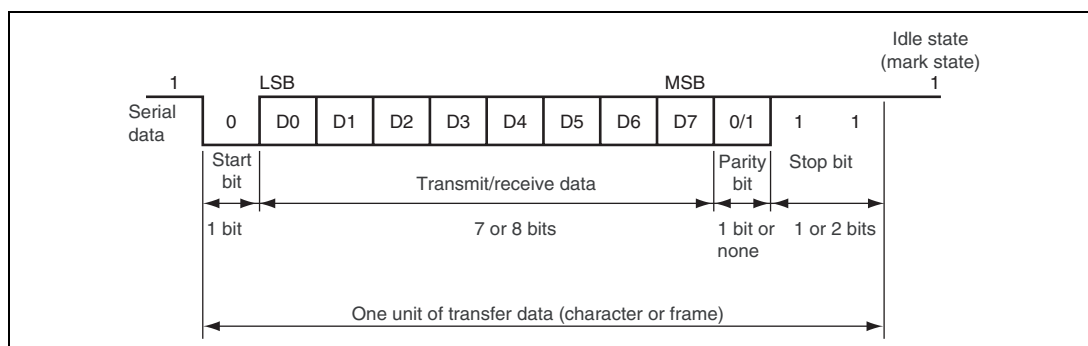 Idle state
(mark state)
1 LSB MSB 1
Serial
data
0 D0 D1 D2 D3 D4 D5 D6 D7 0/1 1 1
Start
bit
Transmit/receive data
Parity
bit
Stop bit
1 bit
7 or 8 bits
1 bit or
none
1 or 2 bits
One unit of transfer data (character or frame)